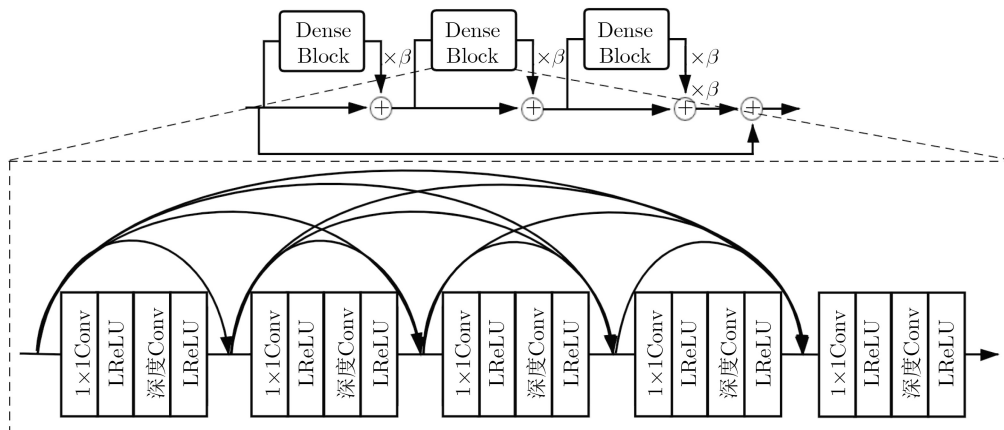 Dense
Block
×β
Dense
Block
×β
Dense
Block
×β
×β
1×1Conv
LReLU
深度Conv
LReLU
1×1Conv
LReLU
深度Conv
LReLU
1×1Conv
LReLU
深度Conv
LReLU
1×1Conv
LReLU
深度Conv
LReLU
1×1Conv
LReLU
深度Conv
LReLU